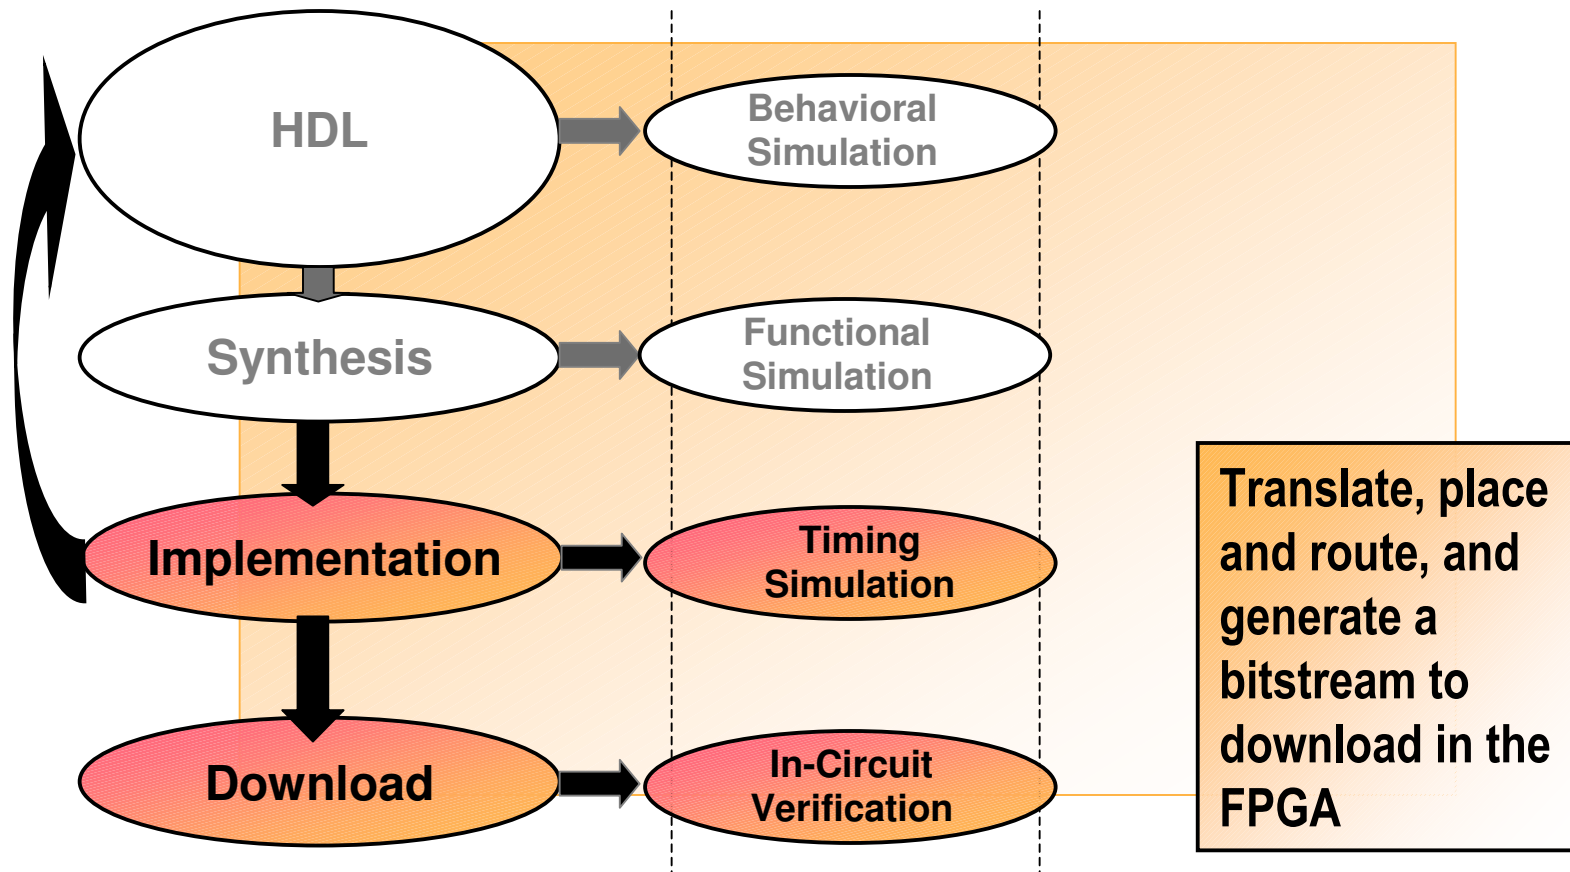 HDL
Behavioral
Simulation
Synthesis
Functional
Simulation
Implementation
Timing
Simulation
Download
In-Circuit
Verification
Translate, place
and route, and
generate a
bitstream to
download in the
FPGA